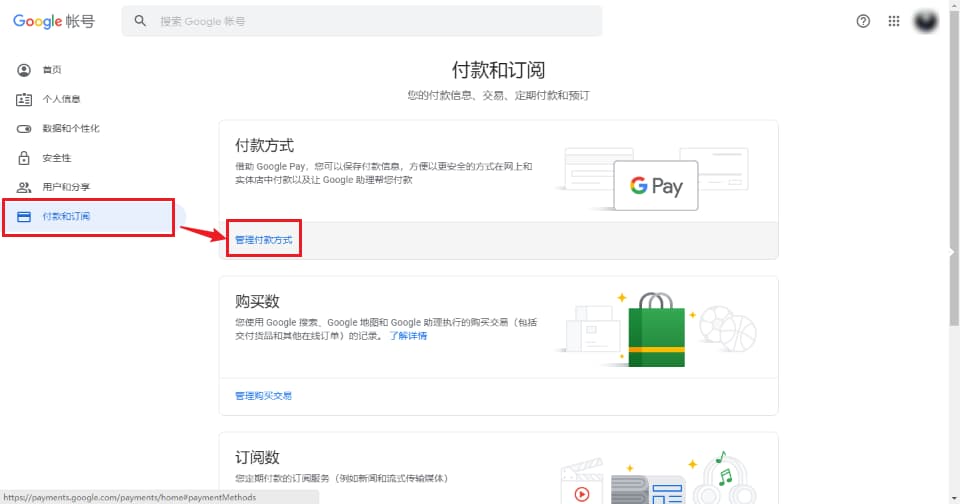 Google 帐号
搜索 Google 帐号
首页
个人信息
数据和个性化
安全性
用户和分享
付款和订阅
付款和订阅
您的付款信息、交易、定期付款和预订
付款方式
借助 Google Pay，您可以保存付款信息，方便以更安全的方式在网上和
实体店中付款以及让 Google 助理帮您付款
G Pay
管理付款方式
购买数
您使用 Google 搜索、Google 地图和 Google 助理执行的购买交易（包括
交付货品和其他在线订单）的记录。 了解详情
管理购买交易
订阅数
您定期付款的订阅服务（例如新闻和流式传输媒体）
https://payments.google.com/payments/home#paymentMethods